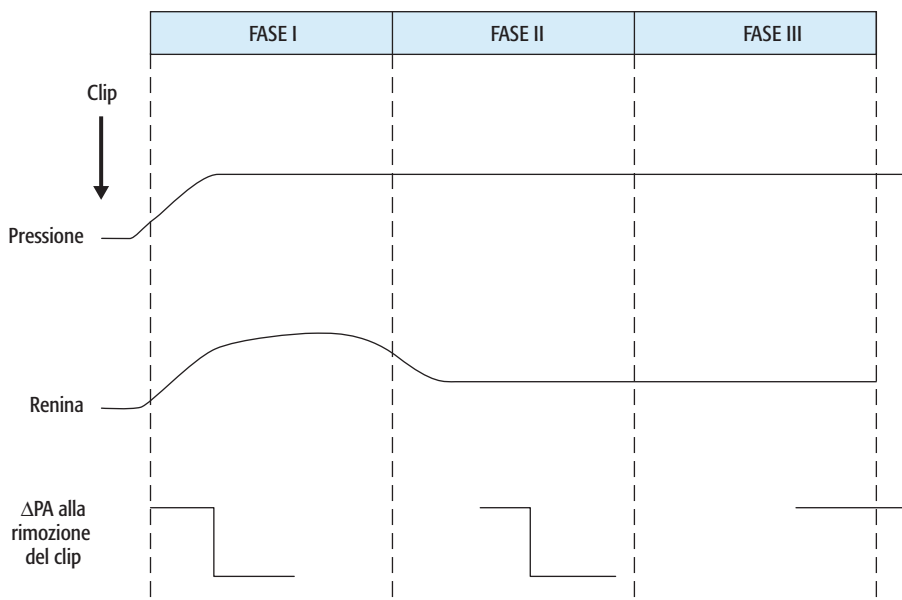 FASE I
FASE II
FASE III
Clip
Pressione
Renina
ΔPA alla
rimozione
del clip